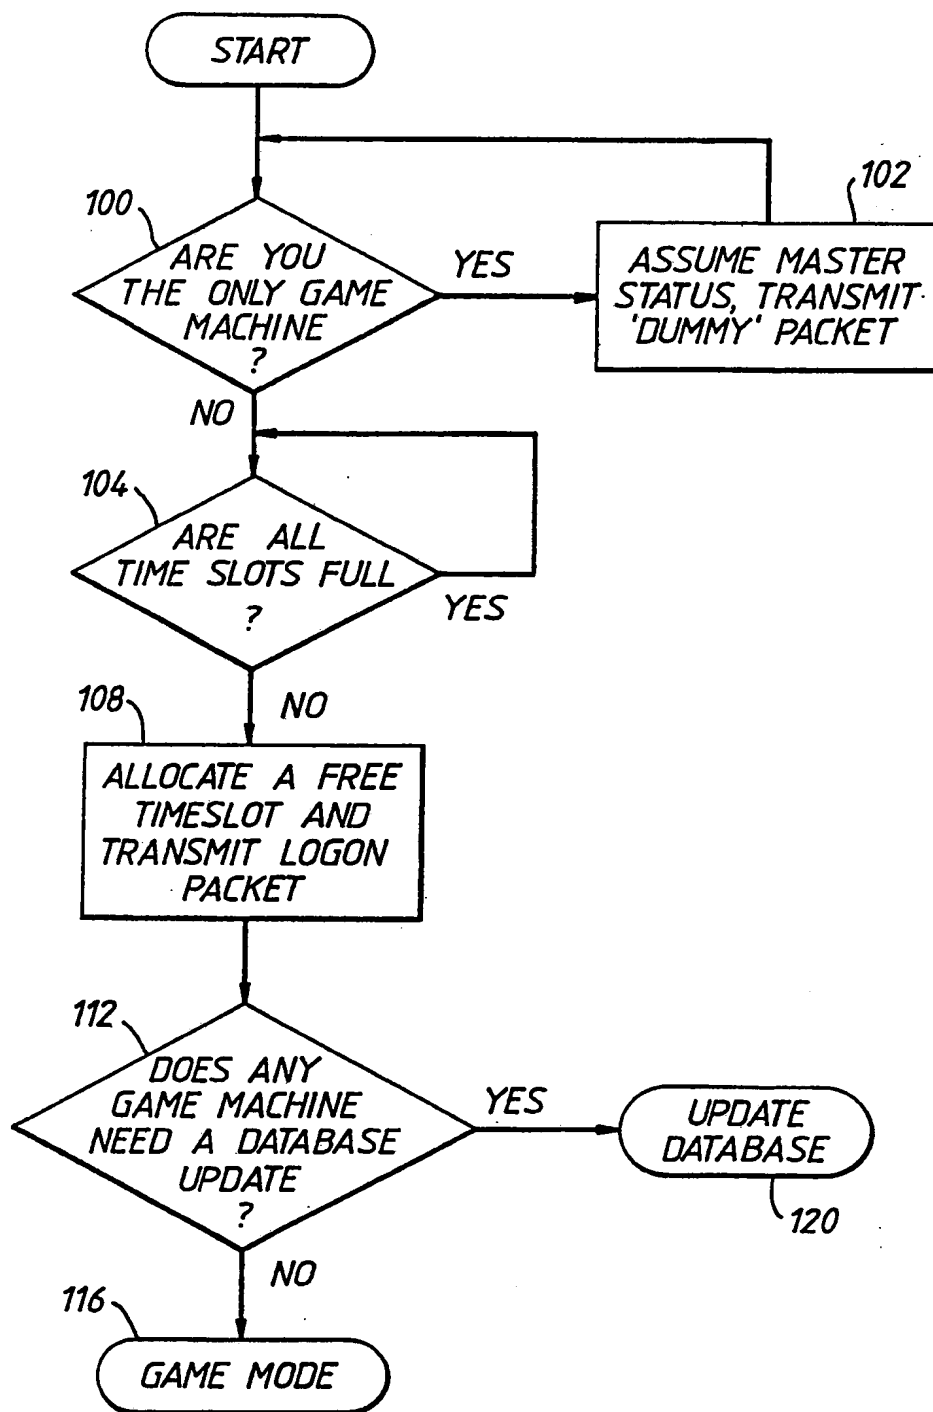 START
100
ARE YOU
THE ONLY GAME
MACHINE
?
YES
102
ASSUME MASTER
STATUS, TRANSMIT
'DUMMY' PACKET
NO
104
ARE ALL
TIME SLOTS FULL
?
YES
NO
108
ALLOCATE A FREE
TIMESLOT AND
TRANSMIT LOGON
PACKET
112
DOES ANY
GAME MACHINE
NEED A DATABASE
UPDATE
?
YES
UPDATE
DATABASE
120
NO
116
GAME MODE